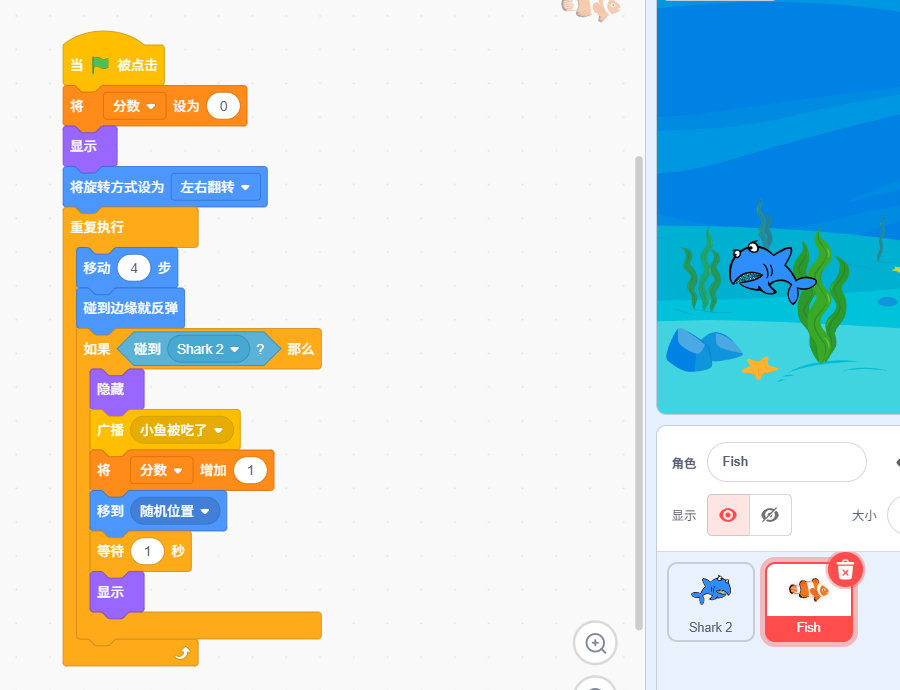 当 被点击
将 分数 设为 0
显示
将旋转方式设为 左右翻转
重复执行
移动 4 步
碰到边缘就反弹
如果 碰到 Shark 2 ? 那么
隐藏
广播 小鱼被吃了
将 分数 增加 1
移到 随机位置
等待 1 秒
显示
角色 Fish
显示 大小
Shark 2
Fish